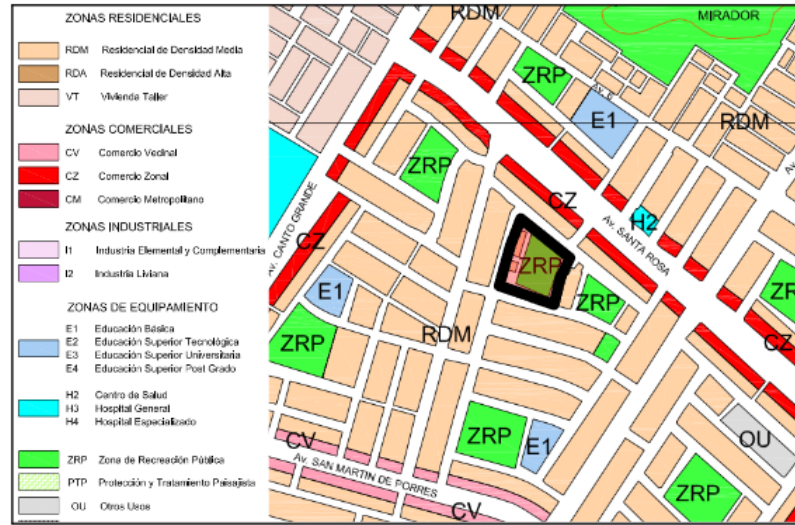 ZONAS RESIDENCIALES
RDM Residencial de Densidad Media
RDA Residencial de Densidad Alta
VT Vivienda Taller
ZONAS COMERCIALES
CV Comercio Vecinal
CZ Comercio Zonal
CM Comercio Metropolitano
ZONAS INDUSTRIALES
I1 Industria Elemental y Complementaria
I2 Industria Liviana
ZONAS DE EQUIPAMIENTO
E1 Educación Básica
E2 Educación Superior Tecnológica
E3 Educación Superior Universitaria
E4 Educación Superior Post Grado
H2 Centro de Salud
H3 Hospital General
H4 Hospital Especializado
ZRP Zona de Recreación Pública
PTP Protección y Tratamiento Paisajista
OU Otros Usos
RDM
MIRADOR
ZRP
Av. 6
E1
RDM
ZRP
CZ
H2
Av. SANTA ROSA
Av. CANTO GRANDE
CZ
ZRP
ZRP
E1
ZRP
RDM
CZ
ZRP
E1
OU
CV
Av. SAN MARTIN DE PORRES
CV
ZRP